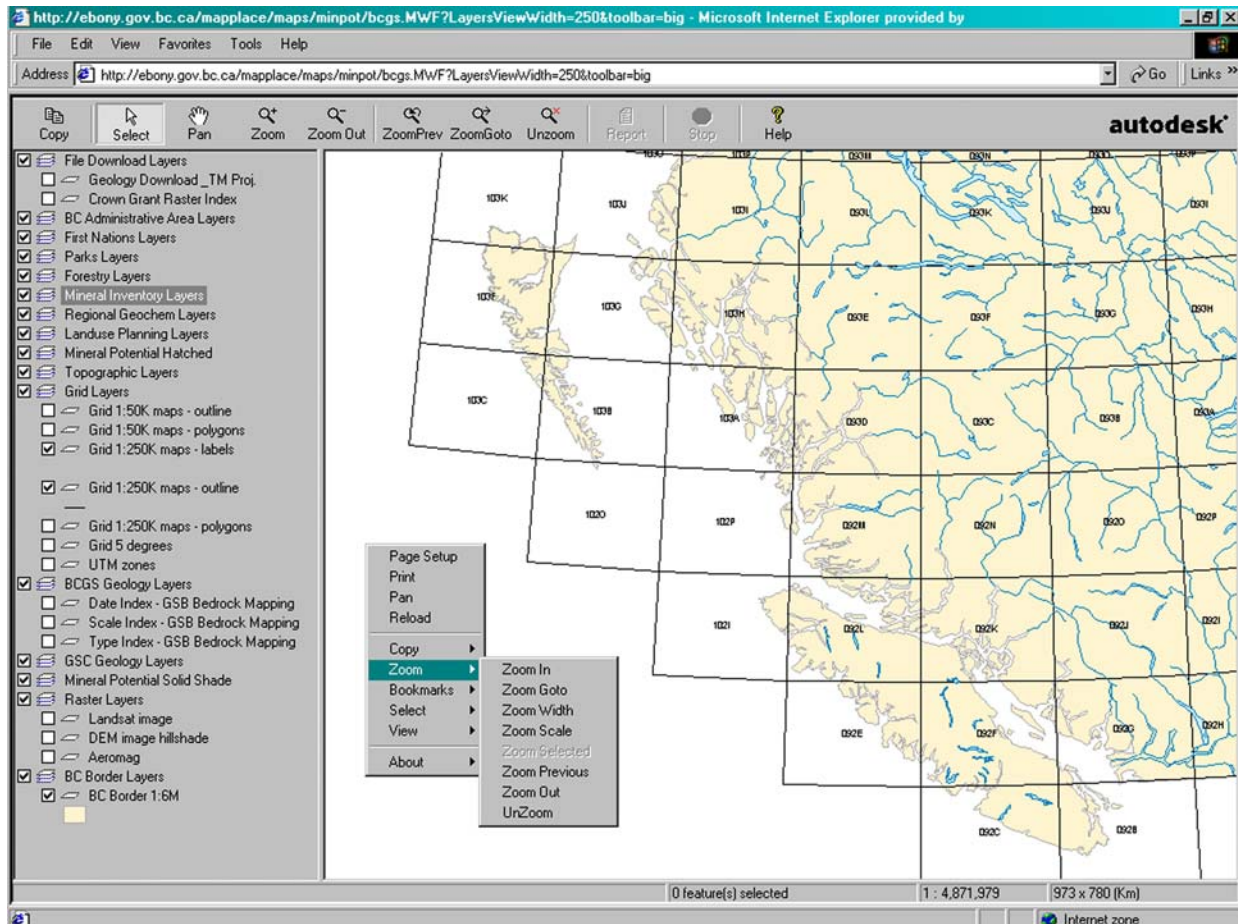 http://ebony.gov.bc.ca/mapplace/maps/minpot/bcgs.MWF?LayersViewWidth=250&toolbar=big - Microsoft Internet Explorer provided by
File Edit View Favorites Tools Help
Address http://ebony.gov.bc.ca/mapplace/maps/minpot/bcgs.MWF?LayersViewWidth=250&toolbar=big Go Links »
Copy Select Pan Zoom Zoom Out ZoomPrev ZoomGoto Unzoom Report Stop Help autodesk
File Download Layers
Geology Download _TM Proj.
Crown Grant Raster Index
BC Administrative Area Layers
First Nations Layers
Parks Layers
Forestry Layers
Mineral Inventory Layers
Regional Geochem Layers
Landuse Planning Layers
Mineral Potential Hatched
Topographic Layers
Grid Layers
Grid 1:50K maps - outline
Grid 1:50K maps - polygons
Grid 1:250K maps - labels
Grid 1:250K maps - outline
Grid 1:250K maps - polygons
Grid 5 degrees
UTM zones
BCGS Geology Layers
Date Index - GSB Bedrock Mapping
Scale Index - GSB Bedrock Mapping
Type Index - GSB Bedrock Mapping
GSC Geology Layers
Mineral Potential Solid Shade
Raster Layers
Landsat image
DEM image hillshade
Aeromag
BC Border Layers
BC Border 1:6M
093M 093N
103K 103J 103I 093L 093K 093J 093I
103F 103G 103H 093E 093F 093G 093H
103C 103B 103A 093D 093C 093B 093A
102O 102P 092M 092N 092O 092P
102I 092L 092K 092J 092I
092E 092F 092G 092H
092C 092B
Page Setup
Print
Pan
Reload
Copy
Zoom
Bookmarks
Select
View
About
Zoom In
Zoom Goto
Zoom Width
Zoom Scale
Zoom Selected
Zoom Previous
Zoom Out
UnZoom
0 feature(s) selected 1 : 4,871,979 973 x 780 (Km)
Internet zone